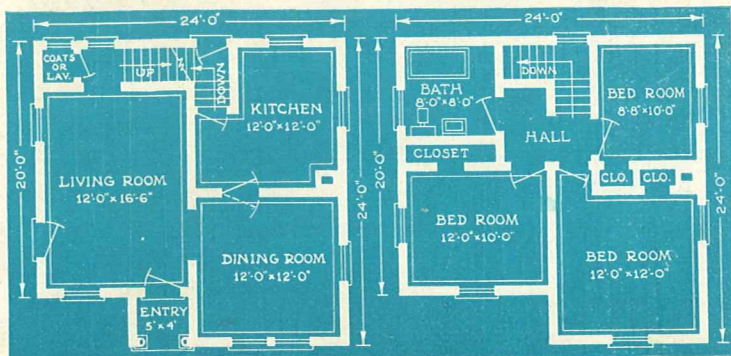 24'-0"
20'-0"
24'-0"
COATS
OR
LAV.
UP
DOWN
KITCHEN
12'-0"x12'-0"
LIVING ROOM
12'-0"x16'-6"
DINING ROOM
12'-0"x12'-0"
ENTRY
5'x4'
24'-0"
20'-0"
24'-0"
BATH
8'-0"x8'-0"
DOWN
BED ROOM
8'-8"x10'-0"
HALL
CLOSET
CLO.
CLO.
BED ROOM
12'-0"x10'-0"
BED ROOM
12'-0"x12'-0"